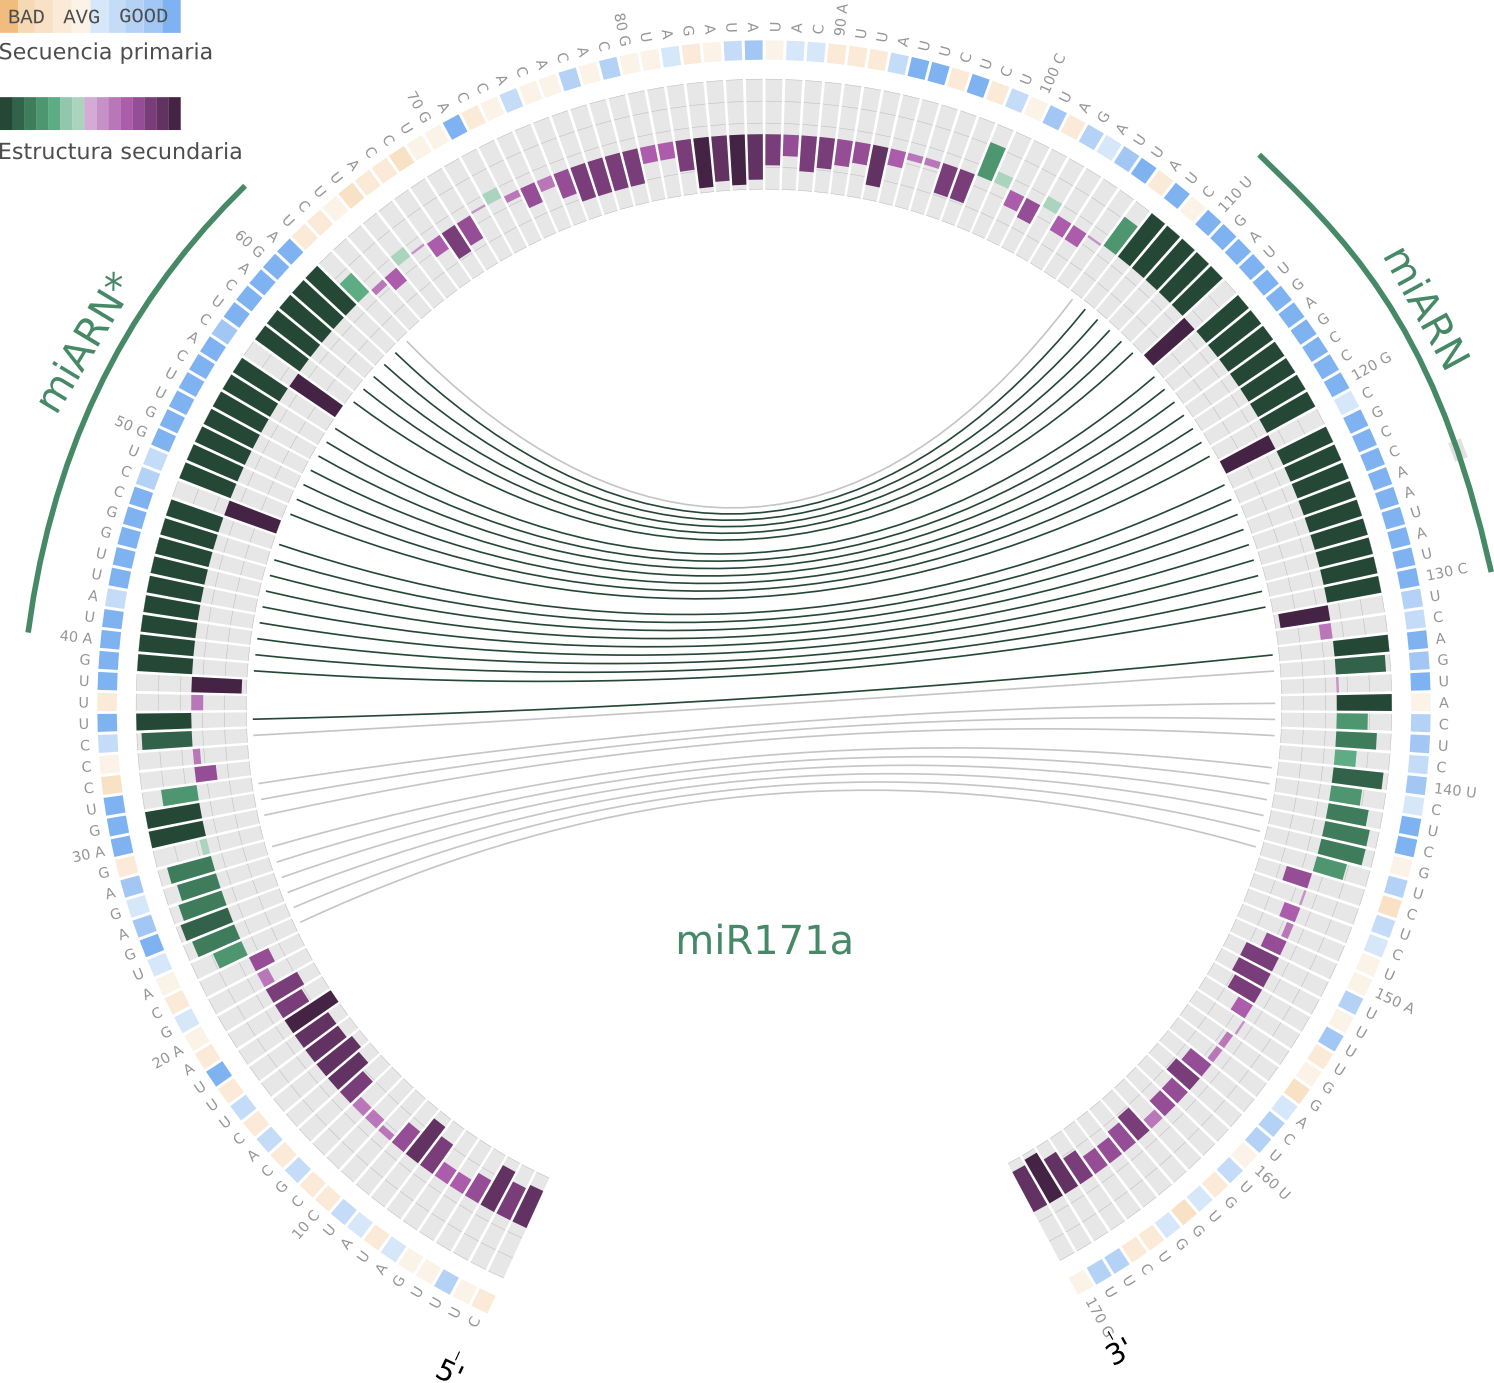 BAD AVG GOOD
Secuencia primaria
Estructura secundaria
miARN*
miARN
miR171a
5'
C U U U G A U A U
10 C C G C A C U U U A
20 A G C A U G A G A G
30 A G U C C C U U U G
40 A U A U U G G C C U
50 G G U U C A C U C A
60 G A U C U U A C C U
70 G A C C A C A C A C
80 G U A G A U A U A C
90 A U U A U U C U C U
100 C U A G A U U A U C
110 U G A U U G A G C C
120 G C G C C A A U A U
130 C U C A G U A C U C
140 U C U C G U C U C U
150 A U U U U G G A C U
160 U U G U G G U C U U
170 G
3'